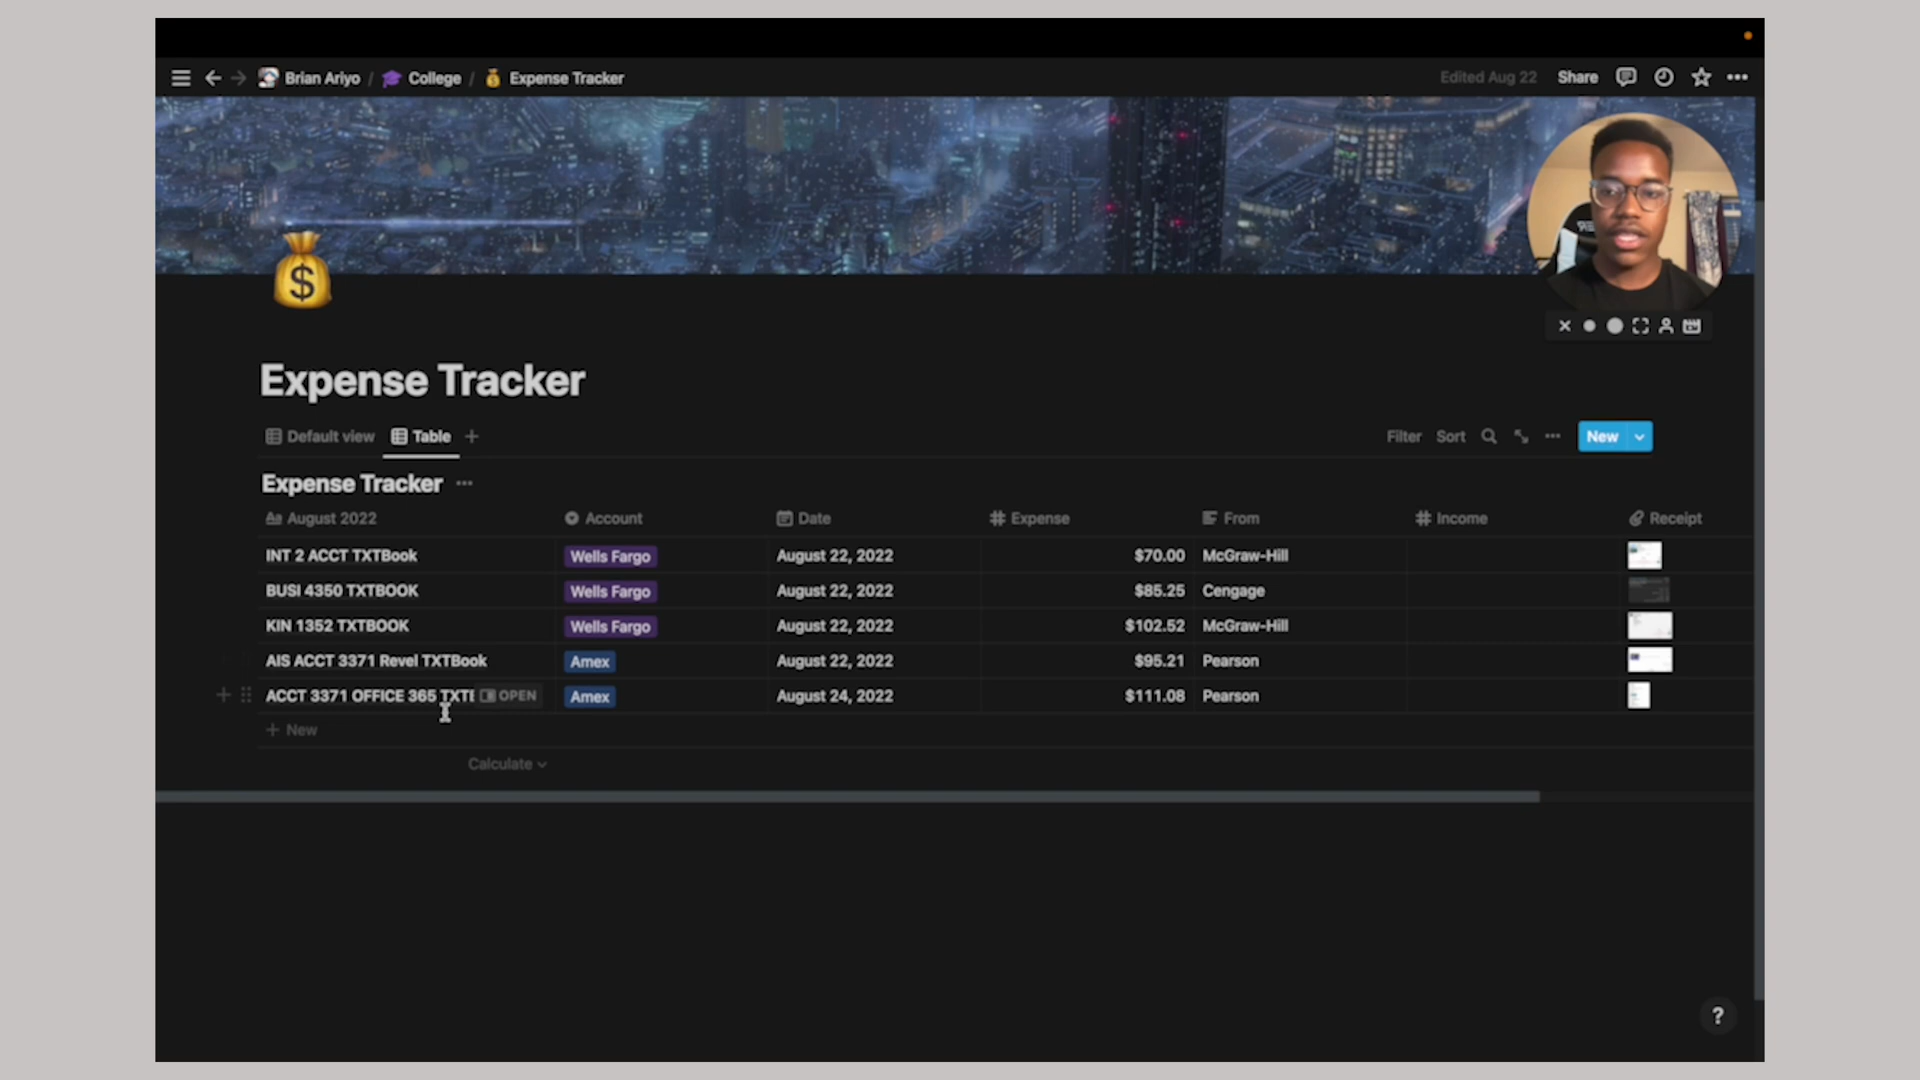 Brian Ariyo / College / Expense Tracker Edited Aug 22 Share
$
Expense Tracker
Default view Table Filter Sort New
Expense Tracker
August 2022 Account Date Expense From Income Receipt
INT 2 ACCT TXTBook Wells Fargo August 22, 2022 $70.00 McGraw-Hill
BUSI 4350 TXTBOOK Wells Fargo August 22, 2022 $85.25 Cengage
KIN 1352 TXTBOOK Wells Fargo August 22, 2022 $102.52 McGraw-Hill
AIS ACCT 3371 Revel TXTBook Amex August 22, 2022 $95.21 Pearson
ACCT 3371 OFFICE 365 OPEN Amex August 24, 2022 $111.08 Pearson
+ New
Calculate
?